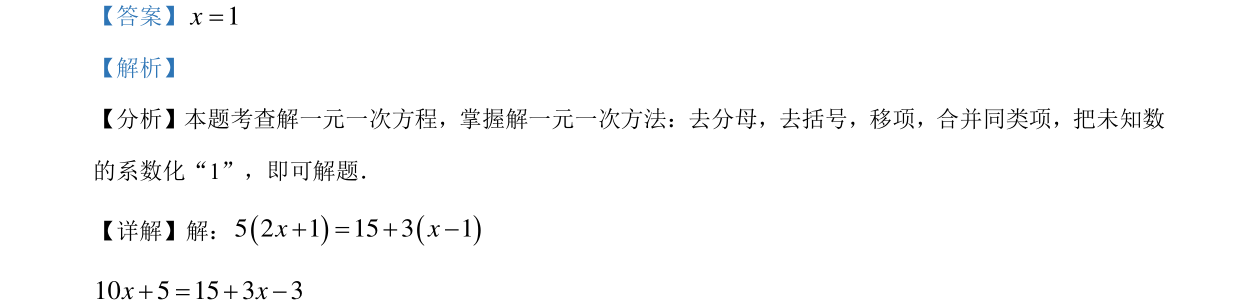 【答案】x=1
【解析】
【分析】本题考查解一元一次方程，掌握解一元一次方法：去分母，去括号，移项，合并同类项，把未知数
的系数化“1”，即可解题.
【详解】解：5(2x+1)=15+3(x−1)
10x+5=15+3x−3